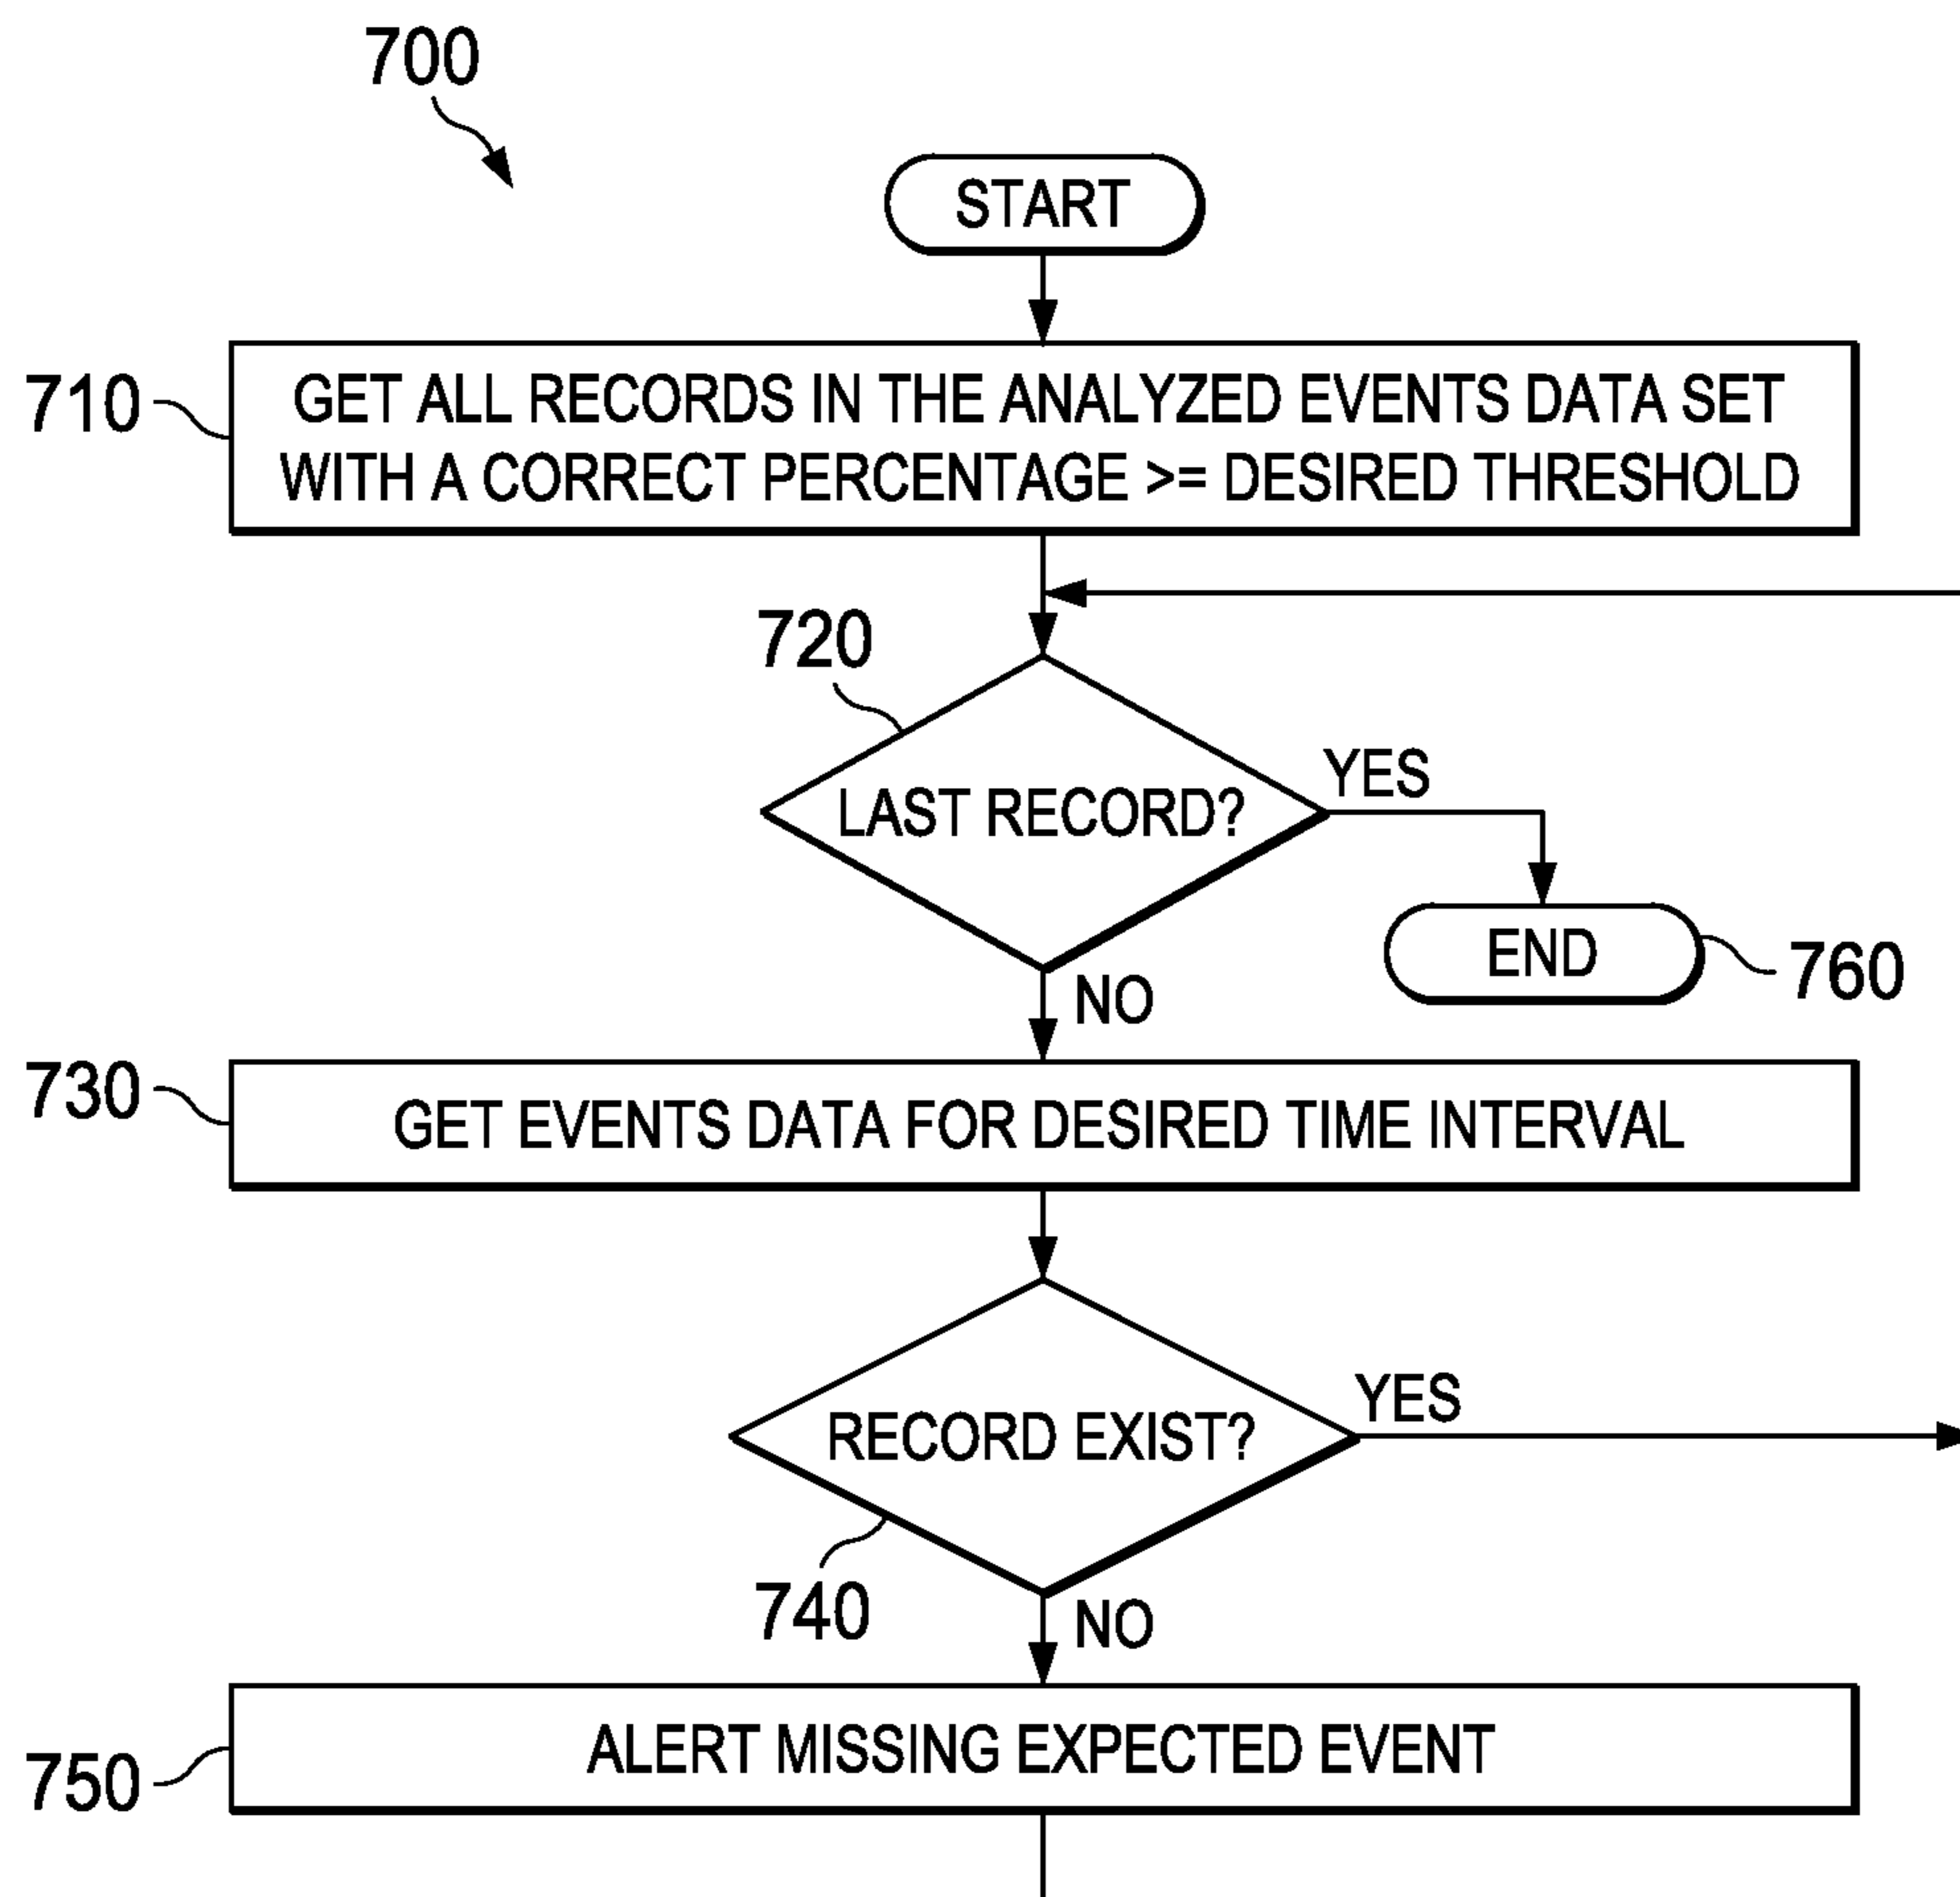 700
START
710
GET ALL RECORDS IN THE ANALYZED EVENTS DATA SET
WITH A CORRECT PERCENTAGE >= DESIRED THRESHOLD
720
LAST RECORD?
YES
END
760
NO
730
GET EVENTS DATA FOR DESIRED TIME INTERVAL
RECORD EXIST?
YES
740
NO
750
ALERT MISSING EXPECTED EVENT